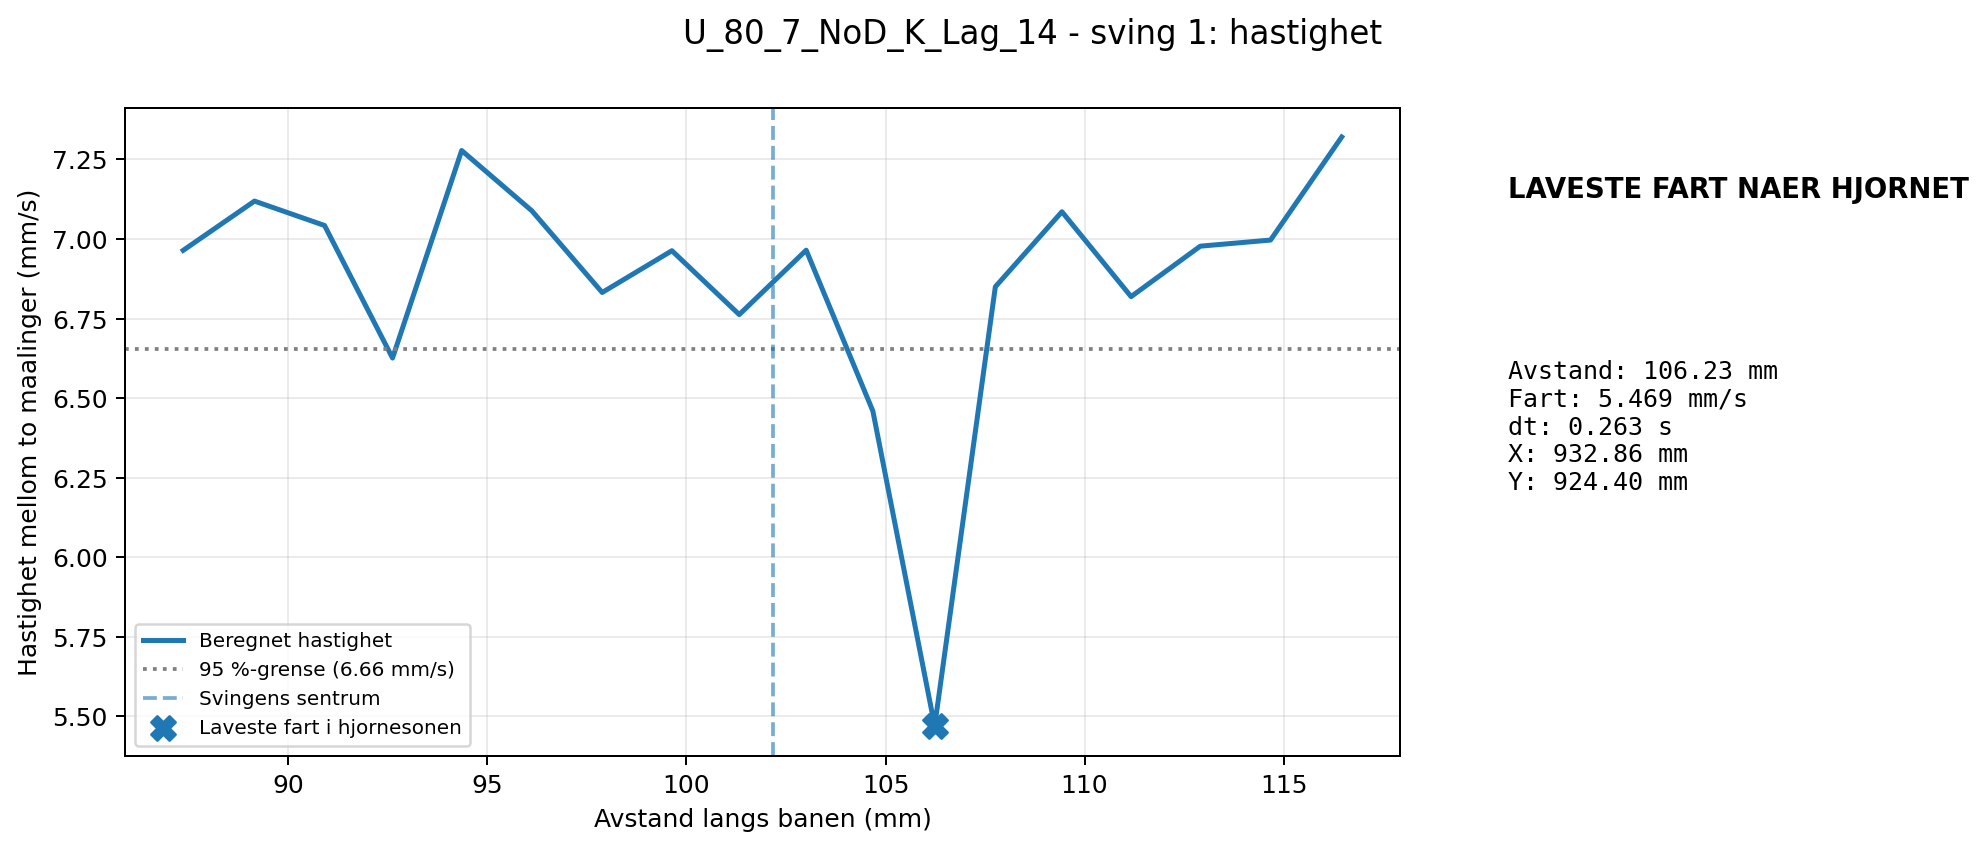 U_80_7_NoD_K_Lag_14 - sving 1: hastighet
Hastighet mellom to maalinger (mm/s)
7.25
7.00
6.75
6.50
6.25
6.00
5.75
5.50
Beregnet hastighet
95 %-grense (6.66 mm/s)
Svingens sentrum
Laveste fart i hjornesonen
90
95
100
105
110
115
Avstand langs banen (mm)
LAVESTE FART NAER HJORNET
Avstand: 106.23 mm
Fart: 5.469 mm/s
dt: 0.263 s
X: 932.86 mm
Y: 924.40 mm